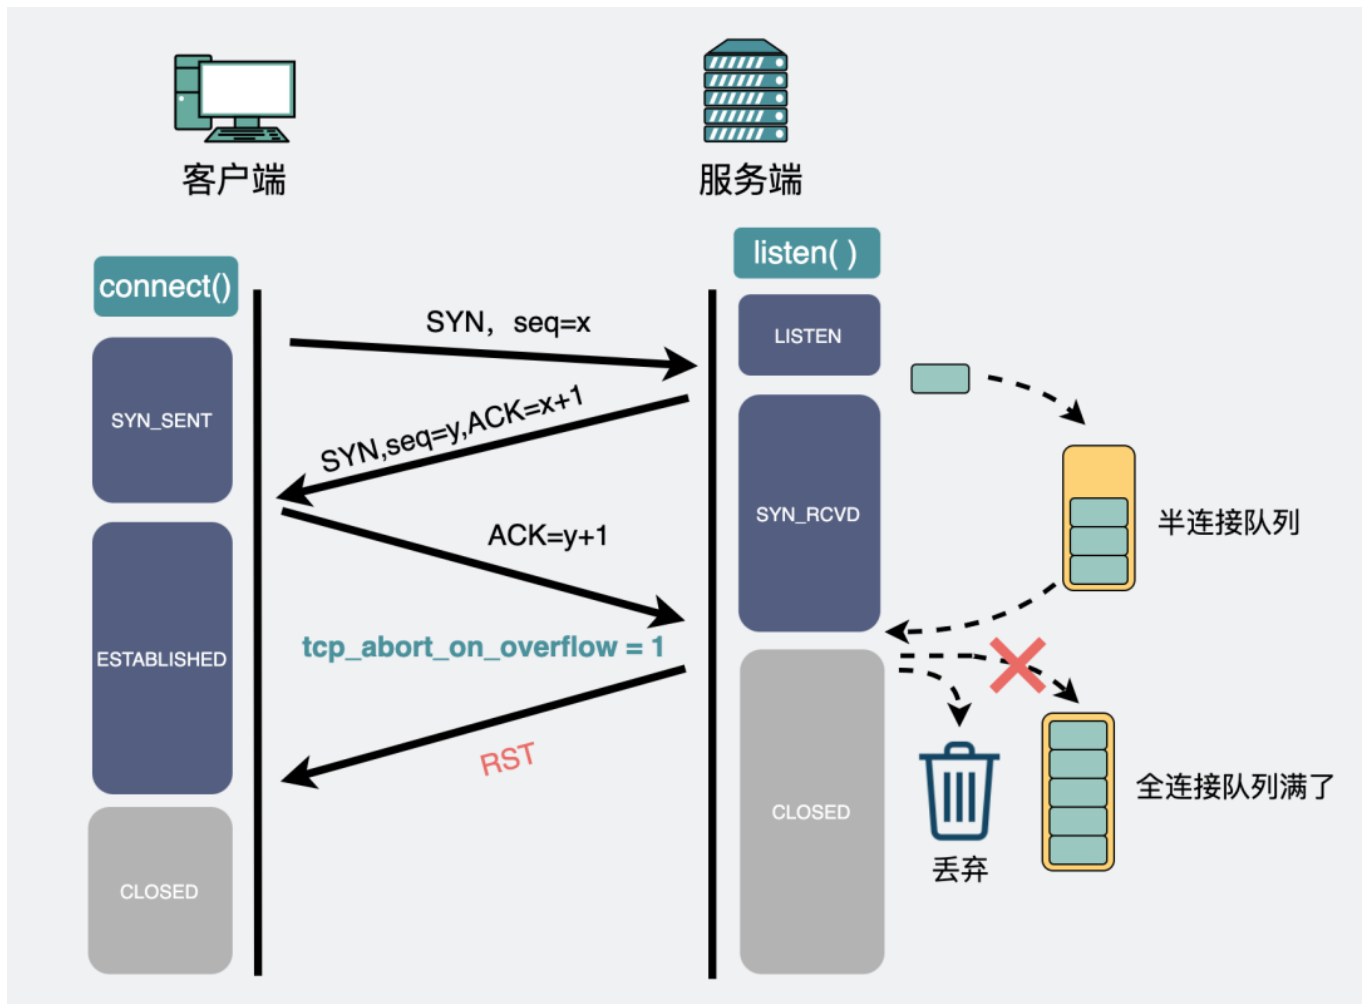 客户端
服务端
connect()
listen( )
SYN，seq=x
LISTEN
SYN_SENT
SYN,seq=y,ACK=x+1
SYN_RCVD
半连接队列
ACK=y+1
tcp_abort_on_overflow = 1
ESTABLISHED
RST
全连接队列满了
CLOSED
丢弃
CLOSED